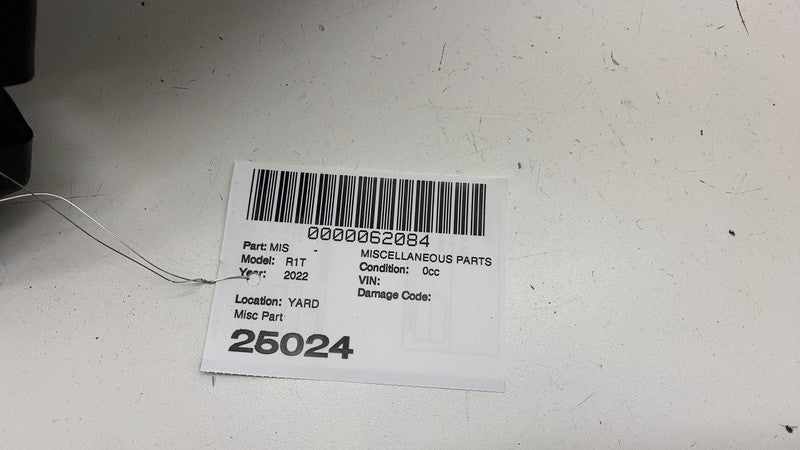 0000062084
Part: MIS - MISCELLANEOUS PARTS
Model: R1T Condition: 0cc
Year: 2022 VIN:
Damage Code:
Location: YARD
Misc Part
25024